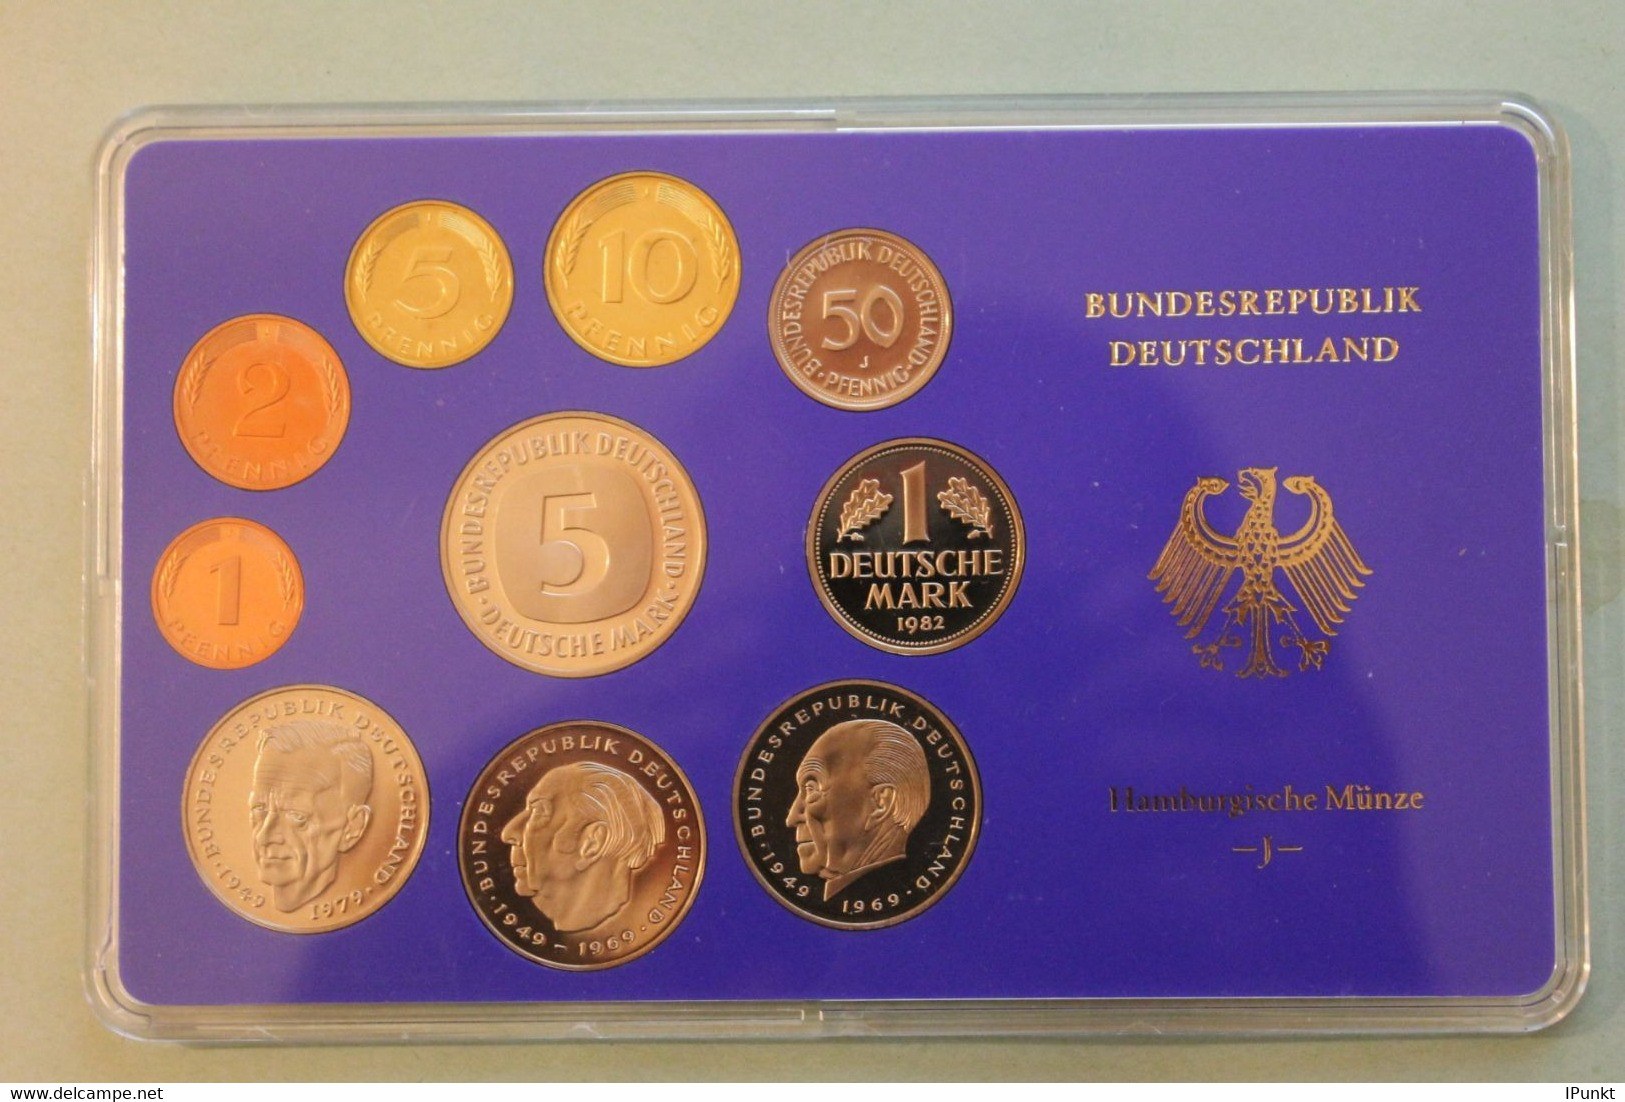 5
PFENNIG
10
PFENNIG
BUNDESREPUBLIK DEUTSCHLAND
50
J
· PFENNIG ·
2
PFENNIG
1
PFENNIG
· BUNDESREPUBLIK DEUTSCHLAND ·
5
DEUTSCHE MARK
1
DEUTSCHE
MARK
1982
BUNDESREPUBLIK
DEUTSCHLAND
· BUNDESREPUBLIK DEUTSCHLAND ·
1949 1979
· BUNDESREPUBLIK DEUTSCHLAND
· 1949 – 1969 ·
· BUNDESREPUBLIK DEUTSCHLAND ·
1949 1969
Hamburgische Münze
– J –
www.delcampe.net
IPunkt